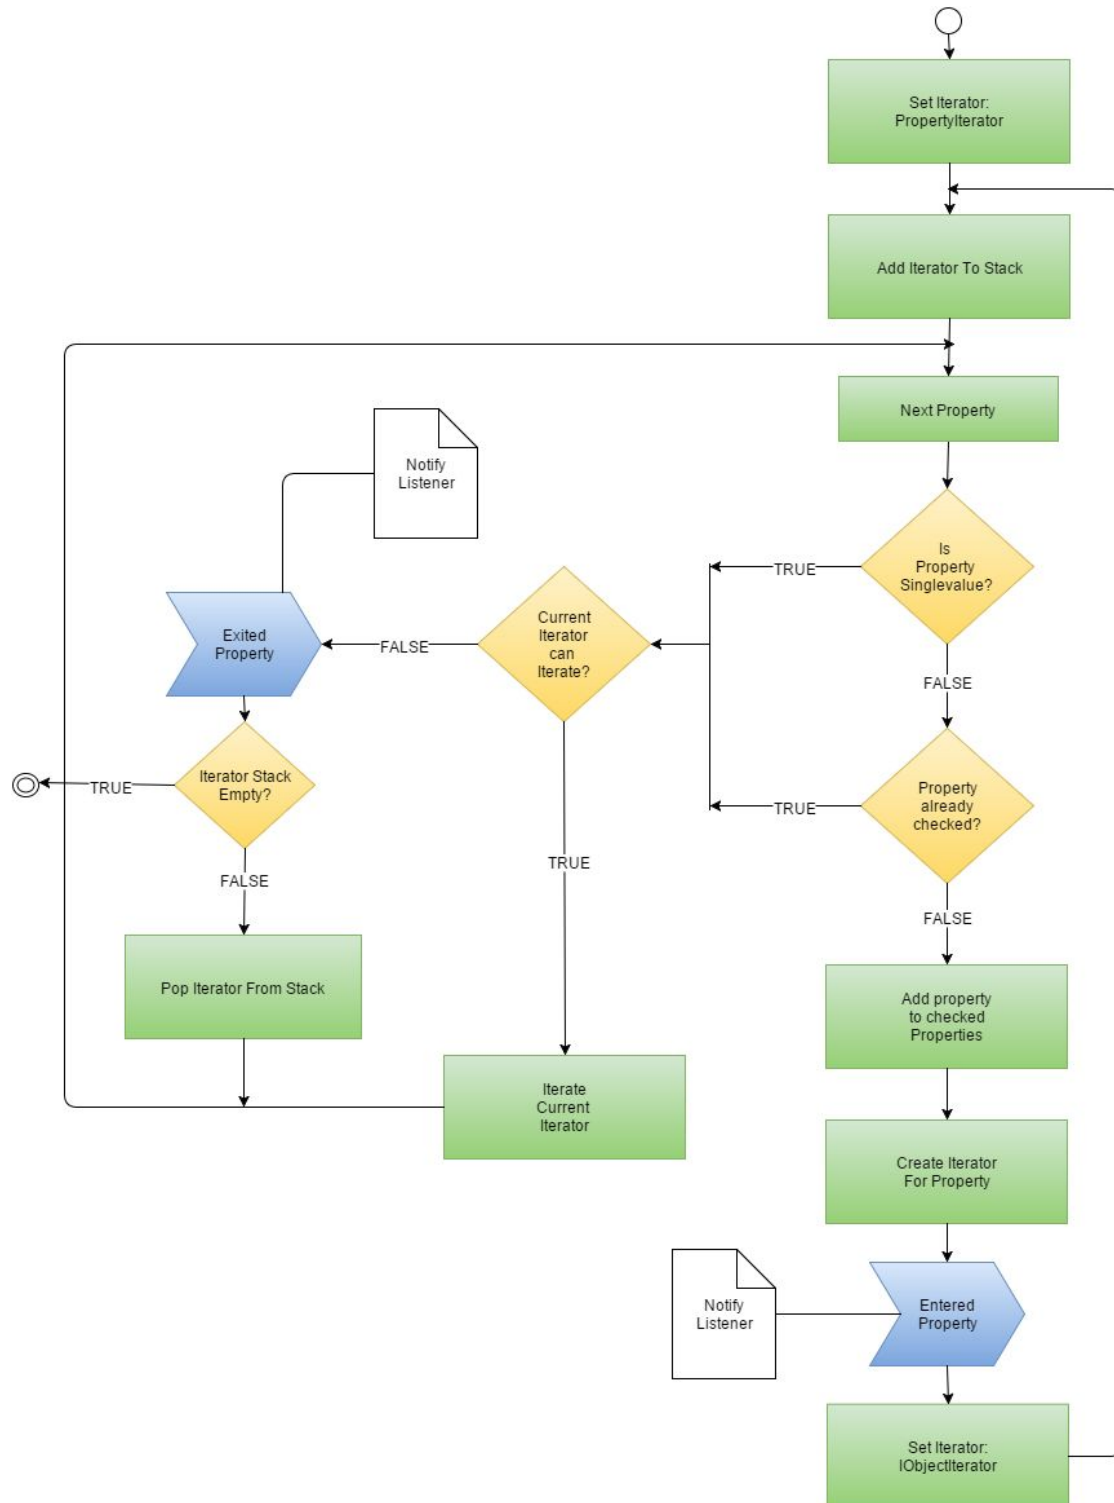 Set Iterator:
PropertyIterator
Add Iterator To Stack
Next Property
Notify
Listener
Is
Property
Singlevalue?
TRUE
Current
Iterator
can
Iterate?
FALSE
Exited
Property
FALSE
Iterator Stack
Empty?
TRUE
Property
already
checked?
TRUE
TRUE
FALSE
FALSE
Pop Iterator From Stack
Add property
to checked
Properties
Iterate
Current
Iterator
Create Iterator
For Property
Notify
Listener
Entered
Property
Set Iterator:
IObjectIterator